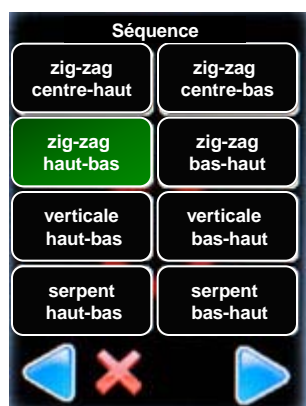 Séquence
zig-zag
centre-haut
zig-zag
centre-bas
zig-zag
haut-bas
zig-zag
bas-haut
verticale
haut-bas
verticale
bas-haut
serpent
haut-bas
serpent
bas-haut